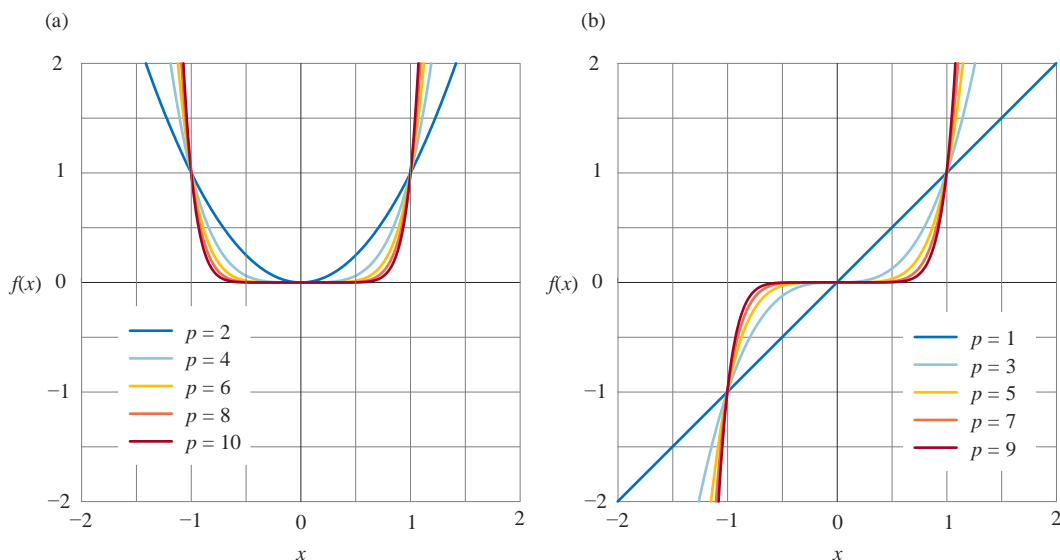 (a)
2
1
f(x)
0
−1
−2
−2 −1 0 1 2
x
p = 2
p = 4
p = 6
p = 8
p = 10
(b)
2
1
f(x)
0
−1
−2
−2 −1 0 1 2
x
p = 1
p = 3
p = 5
p = 7
p = 9